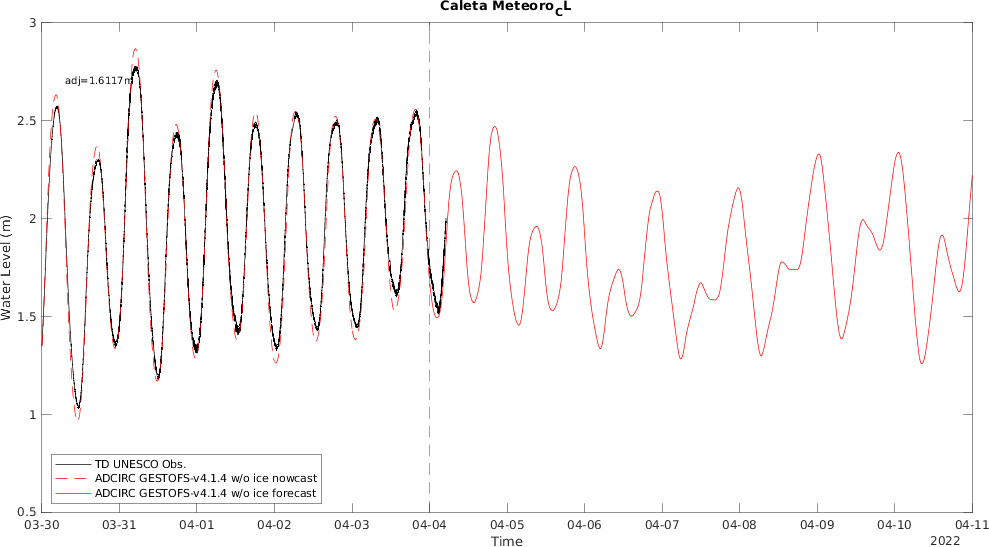 Caleta Meteoro_CL
3
adj=1.6117m
2.5
2
Water Level (m)
1.5
1
TD UNESCO Obs.
ADCIRC GESTOFS-v4.1.4 w/o ice nowcast
ADCIRC GESTOFS-v4.1.4 w/o ice forecast
0.5
03-30 03-31 04-01 04-02 04-03 04-04 04-05 04-06 04-07 04-08 04-09 04-10 04-11
Time
2022